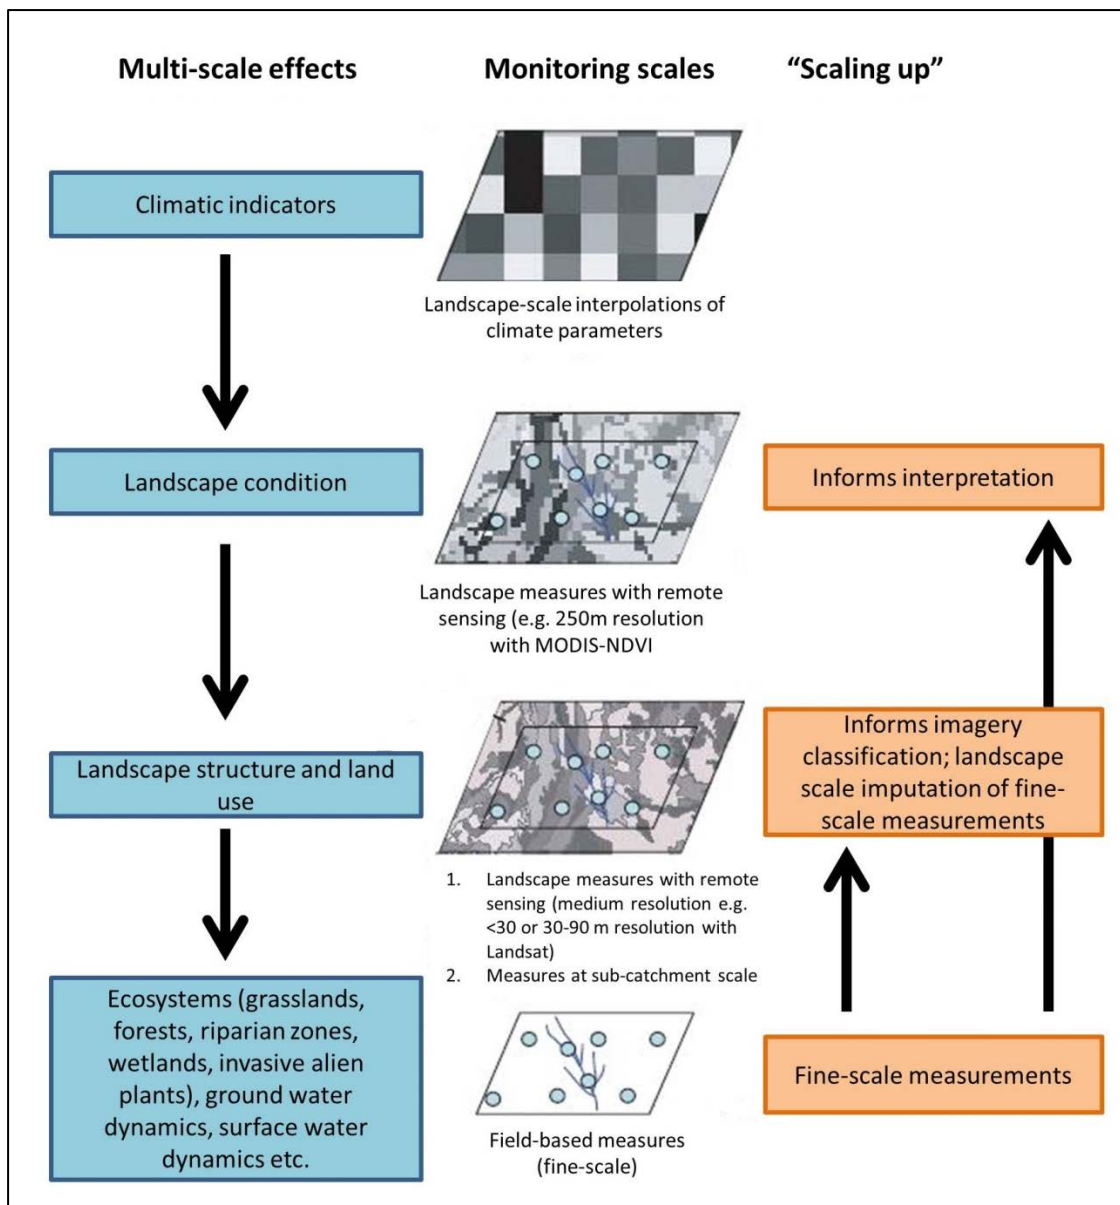 Multi-scale effects
Monitoring scales
“Scaling up”
Climatic indicators
Landscape-scale interpolations of
climate parameters
Landscape condition
Informs interpretation
Landscape measures with remote
sensing (e.g. 250m resolution
with MODIS-NDVI
Landscape structure and land
use
Informs imagery
classification; landscape
scale imputation of fine-
scale measurements
1. Landscape measures with remote
sensing (medium resolution e.g.
<30 or 30-90 m resolution with
Landsat)
2. Measures at sub-catchment scale
Ecosystems (grasslands,
forests, riparian zones,
wetlands, invasive alien
plants), ground water
dynamics, surface water
dynamics etc.
Field-based measures
(fine-scale)
Fine-scale measurements